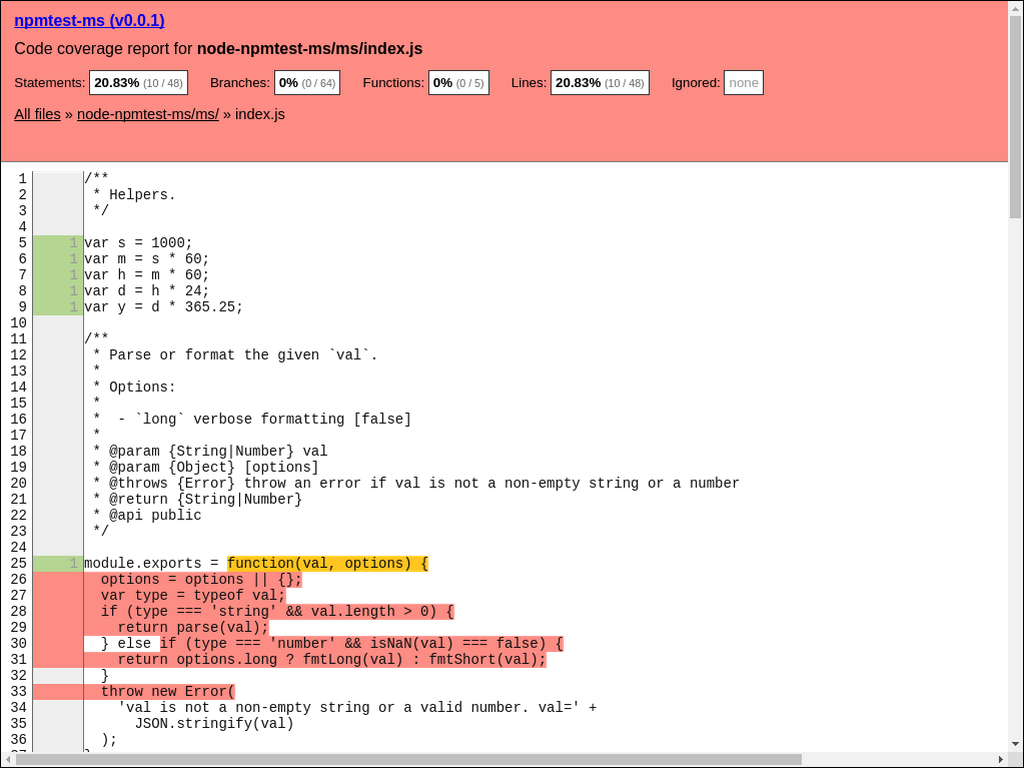 npmtest-ms (v0.0.1)
Code coverage report for node-npmtest-ms/ms/index.js
Statements: 20.83% (10 / 48) Branches: 0% (0 / 64) Functions: 0% (0 / 5) Lines: 20.83% (10 / 48) Ignored: none
All files » node-npmtest-ms/ms/ » index.js
1 /**
2  * Helpers.
3  */
4
5 1 var s = 1000;
6 1 var m = s * 60;
7 1 var h = m * 60;
8 1 var d = h * 24;
9 1 var y = d * 365.25;
10
11 /**
12  * Parse or format the given `val`.
13  *
14  * Options:
15  *
16  *  - `long` verbose formatting [false]
17  *
18  * @param {String|Number} val
19  * @param {Object} [options]
20  * @throws {Error} throw an error if val is not a non-empty string or a number
21  * @return {String|Number}
22  * @api public
23  */
24
25 1 module.exports = function(val, options) {
26   options = options || {};
27   var type = typeof val;
28   if (type === 'string' && val.length > 0) {
29     return parse(val);
30   } else if (type === 'number' && isNaN(val) === false) {
31     return options.long ? fmtLong(val) : fmtShort(val);
32   }
33   throw new Error(
34     'val is not a non-empty string or a valid number. val=' +
35       JSON.stringify(val)
36   );